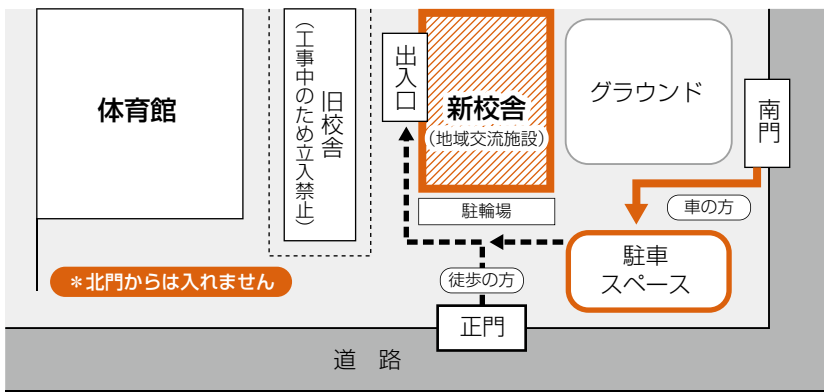 体育館
旧校舎
（工事中のため立入禁止）
出入口
新校舎
（地域交流施設）
グラウンド
南門
駐輪場
車の方
駐車
スペース
＊北門からは入れません
徒歩の方
正門
道　路